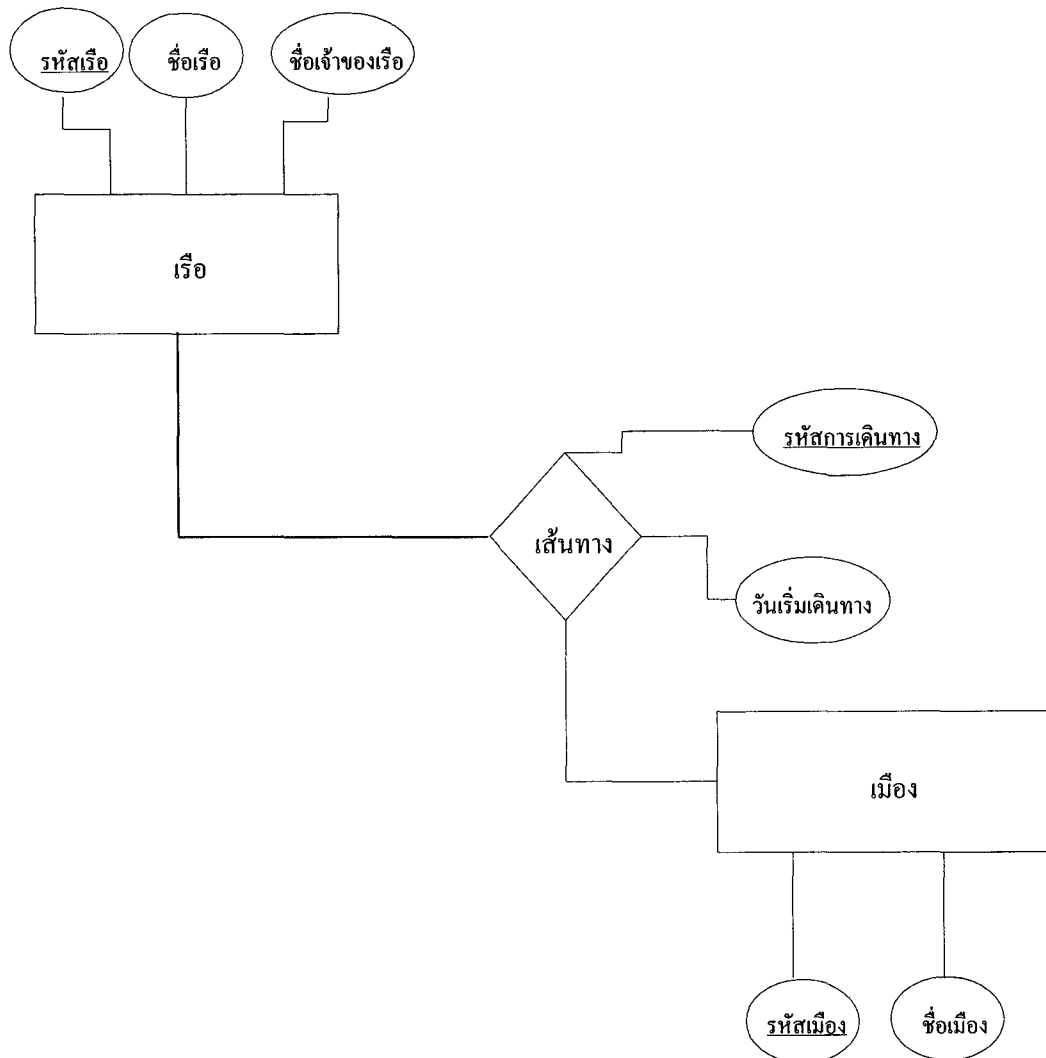 รหัสเรือ
ชื่อเรือ
ชื่อเจ้าของเรือ
เรือ
รหัสการเดินทาง
เส้นทาง
วันเริ่มเดินทาง
เมือง
รหัสเมือง
ชื่อเมือง